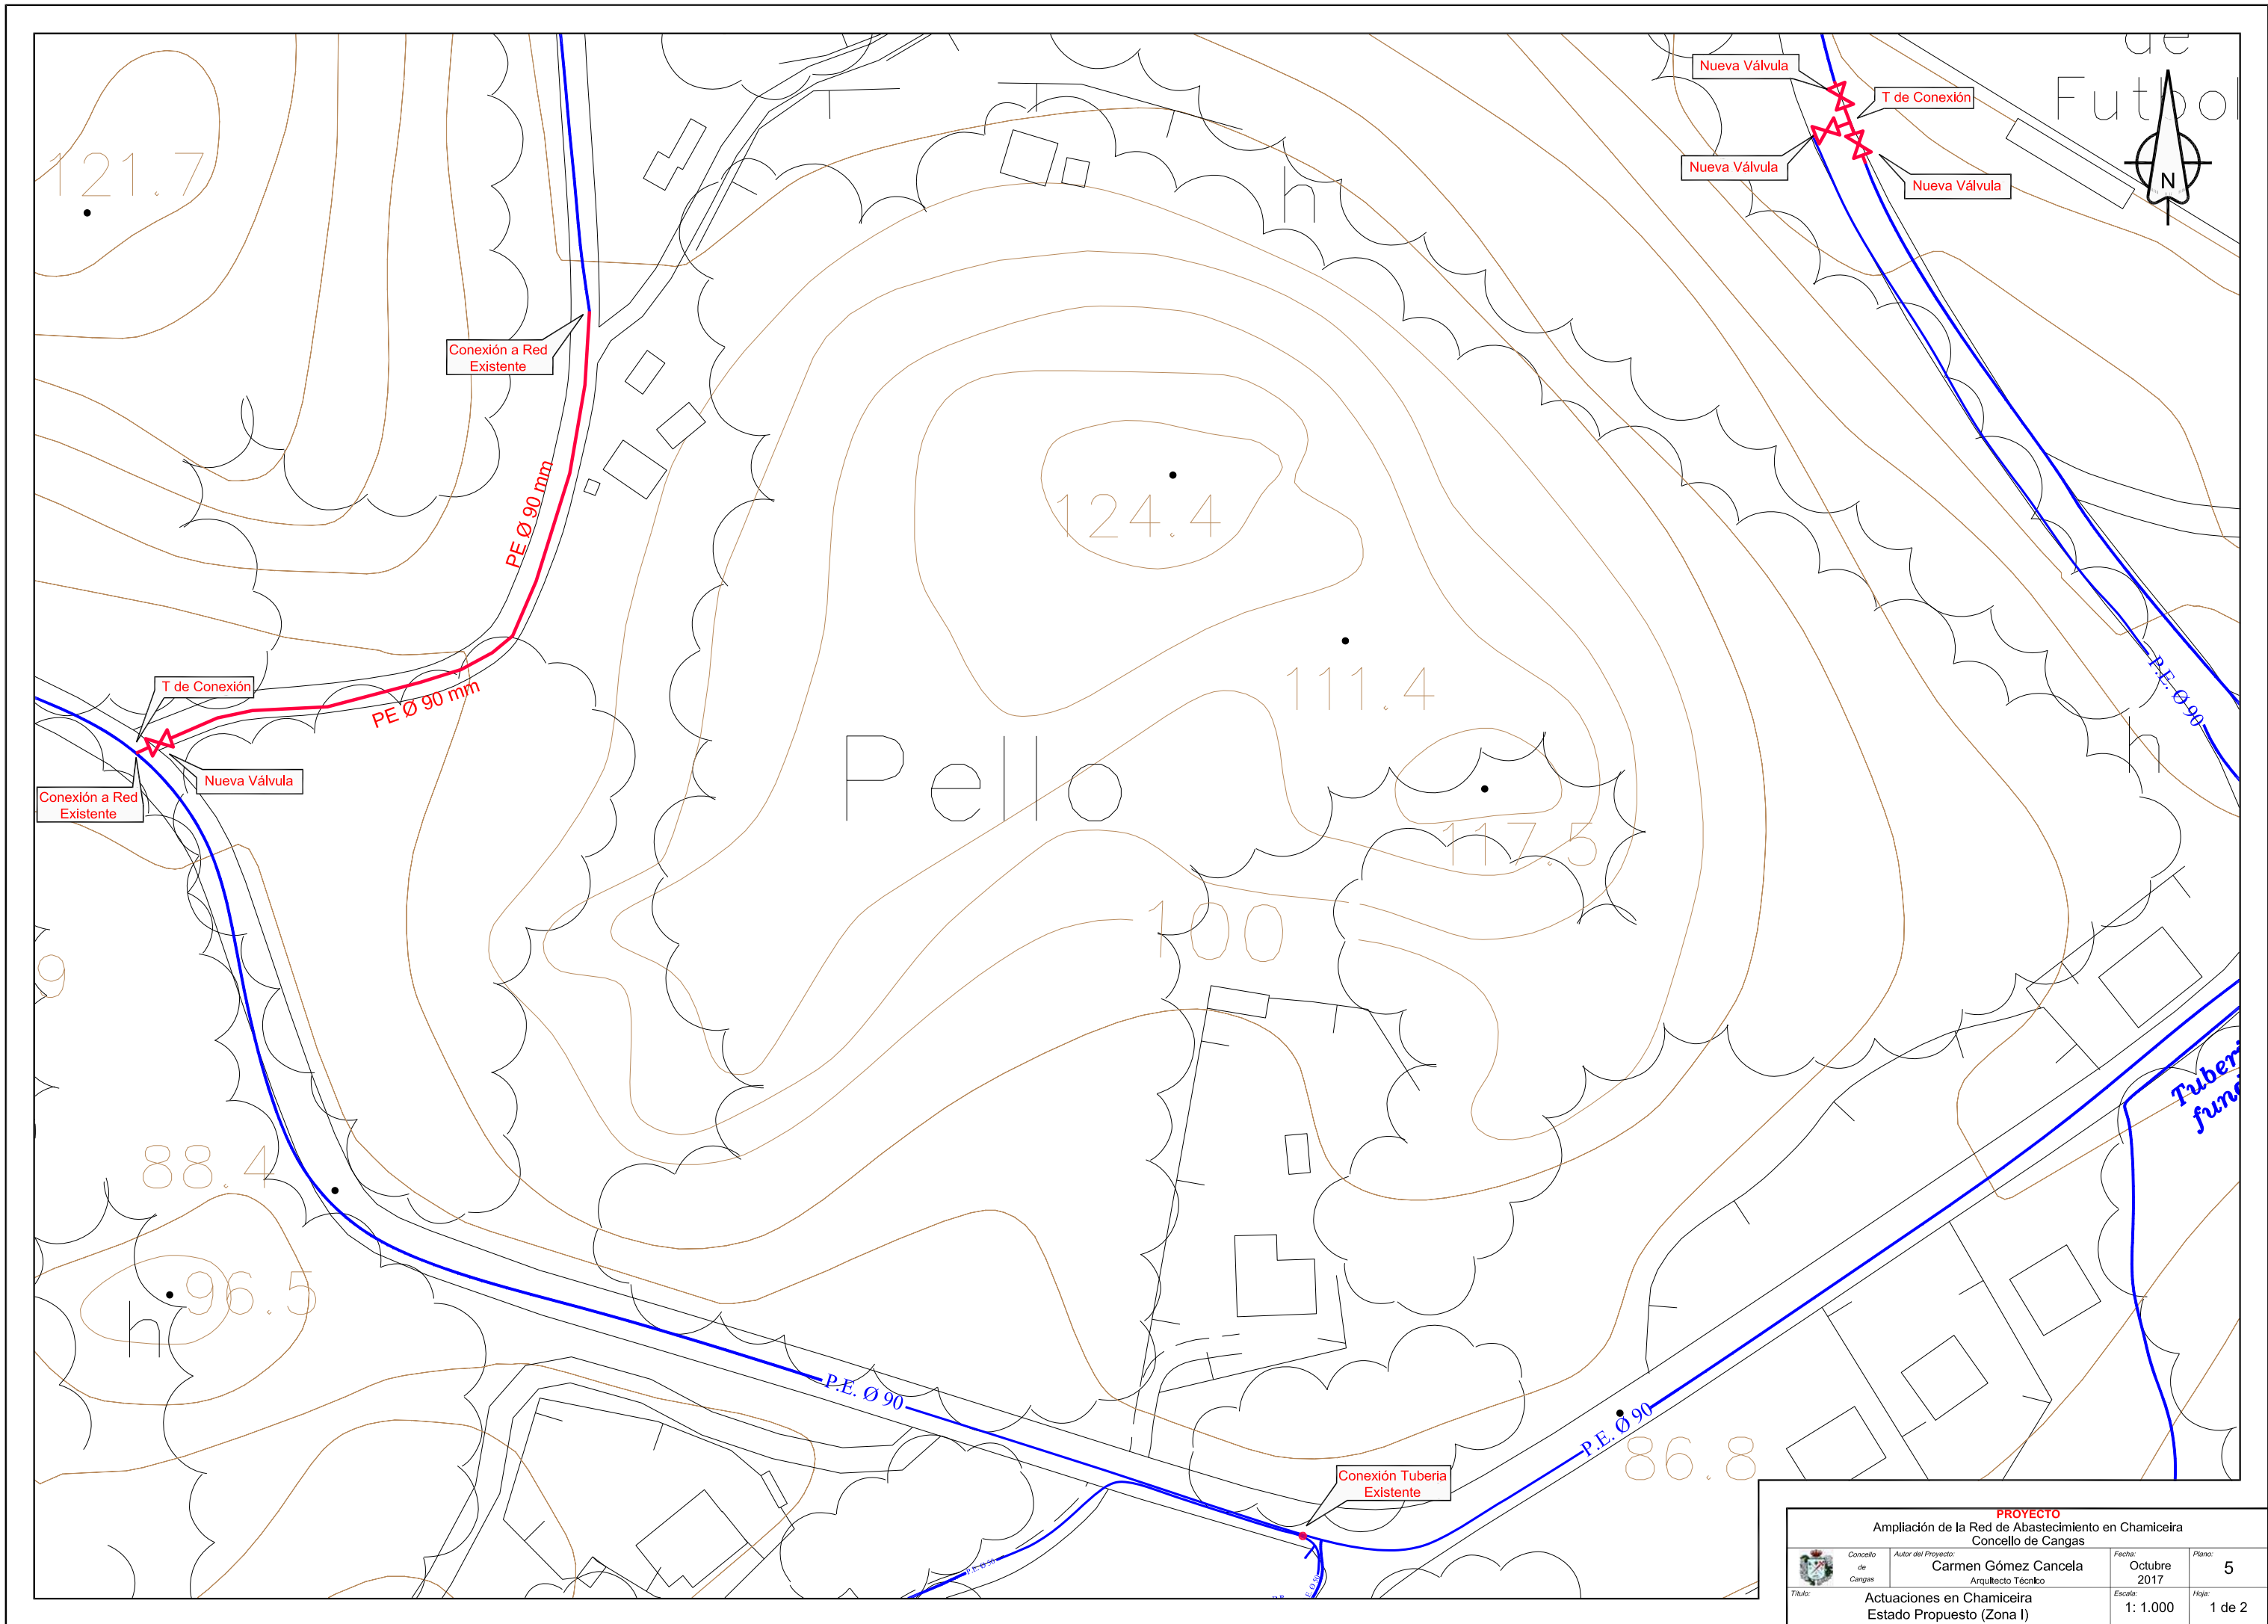 de
Futbol
Nueva Válvula
T de Conexión
Nueva Válvula
Nueva Válvula
N
121.7
h
Conexión a Red
Existente
PE Ø 90 mm
124.4
111.4
P.E. Ø 90
T de Conexión
PE Ø 90 mm
Nueva Válvula
Conexión a Red
Existente
Pello
h
117.5
100
9
Tuberi
func
88.4
96.5
h
P.E. Ø 90
P.E. Ø 90
86.8
Conexión Tuberia
Existente
P.E. Ø 50
PROYECTO
Ampliación de la Red de Abastecimiento en Chamiceira
Concello de Cangas
Concello
de
Cangas
Autor del Proyecto:
Carmen Gómez Cancela
Arquitecto Técnico
Fecha:
Octubre
2017
Plano:
5
Título:
Actuaciones en Chamiceira
Estado Propuesto (Zona I)
Escala:
1: 1.000
Hoja:
1 de 2